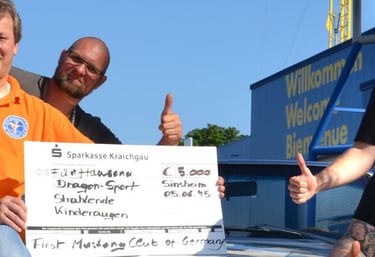 Willkommen
Welcome
Bienvenue
Sparkasse Kraichgau
Fünftausend € 5.000
Dragon-Sport Sinsheim
Strahlende 05.06.15
Kinderaugen
First Mustang Club of Germany